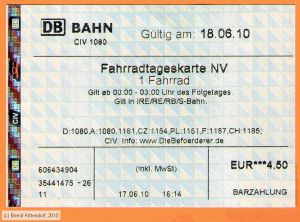 DB BAHN
CIV 1080
Gültig am: 18.06.10
Fahrradtageskarte NV
1 Fahrrad
Gilt ab 00:00 - 03.00 Uhr des Folgetages.
Gilt in IRE/RE/RB/S-Bahn.
D:1080,A:1080,1181,CZ:1154,PL:1151,F:1187,CH:1185;
CIV: Info: www.DieBefoerderer.de
606434904
(inkl. MwSt)
EUR***4.50
35441475 -26
11
17.06.10 16:14
BARZAHLUNG
CIV
(c) Bernd Kittendorf, 2010